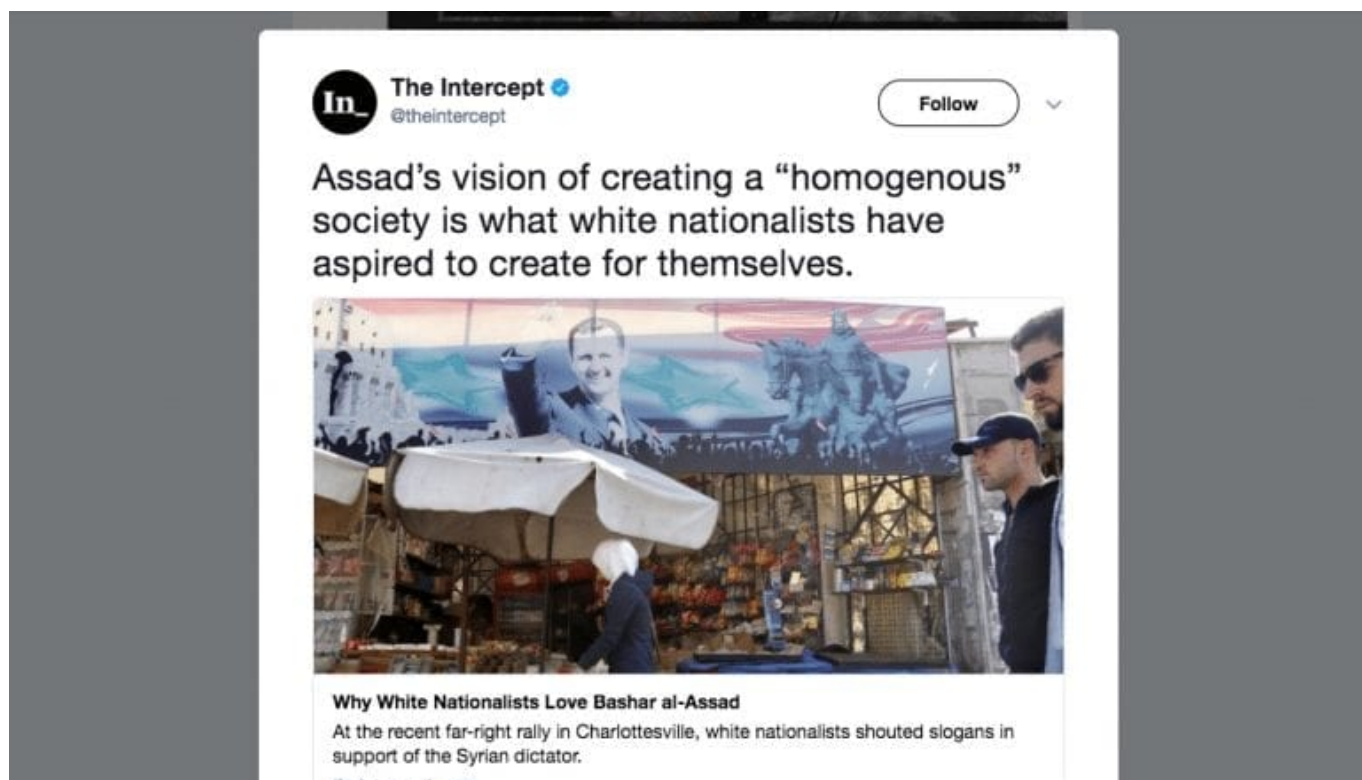 In_
The Intercept
@theintercept
Follow
Assad’s vision of creating a “homogenous”
society is what white nationalists have
aspired to create for themselves.
Why White Nationalists Love Bashar al-Assad
At the recent far-right rally in Charlottesville, white nationalists shouted slogans in
support of the Syrian dictator.